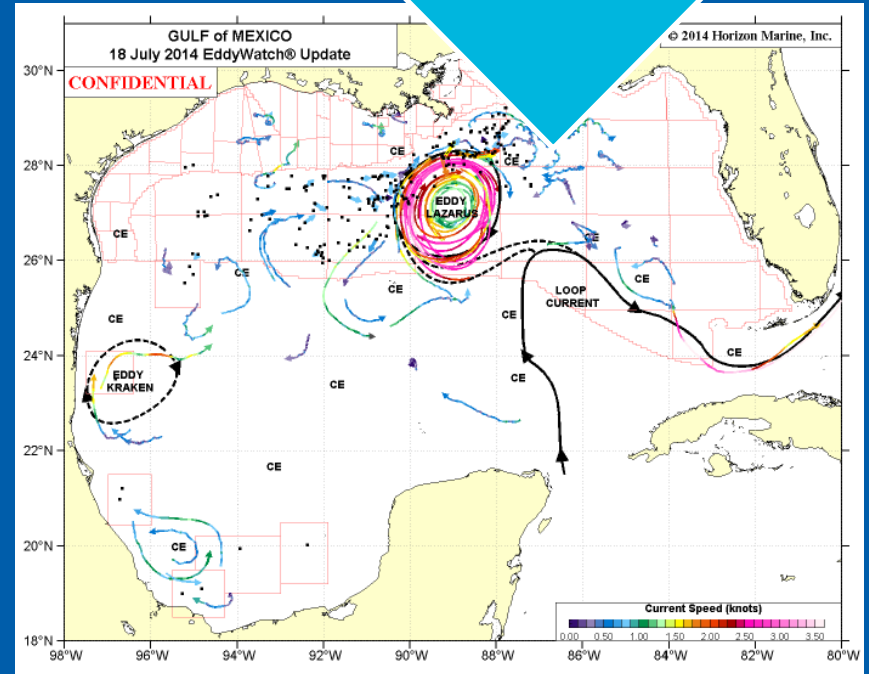 GULF of MEXICO
18 July 2014 EddyWatch® Update
© 2014 Horizon Marine, Inc.
CONFIDENTIAL
30°N
28°N
26°N
24°N
22°N
20°N
18°N
CE
CE
CE
EDDY
LAZARUS
CE
CE
CE
CE
CE
LOOP
CURRENT
CE
CE
CE
EDDY
KRAKEN
CE
CE
CE
CE
Current Speed (knots)
0.00 0.50 1.00 1.50 2.00 2.50 3.00 3.50
98°W 96°W 94°W 92°W 90°W 88°W 86°W 84°W 82°W 80°W